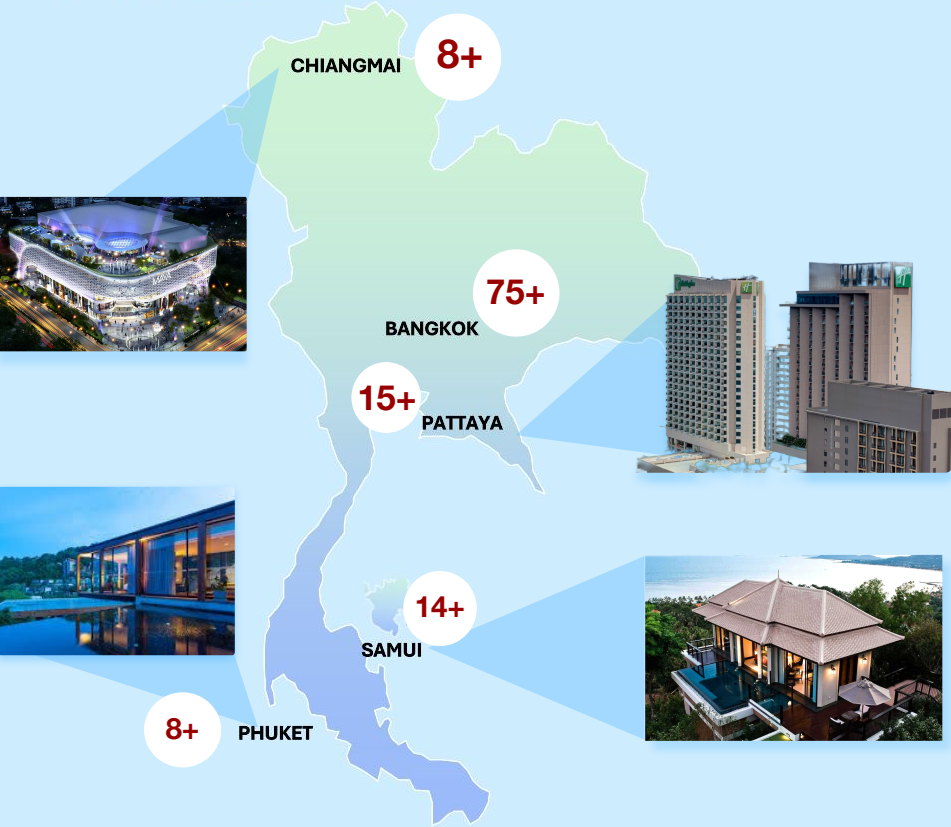 CHIANGMAI
8+
75+
BANGKOK
15+
PATTAYA
14+
SAMUI
8+
PHUKET